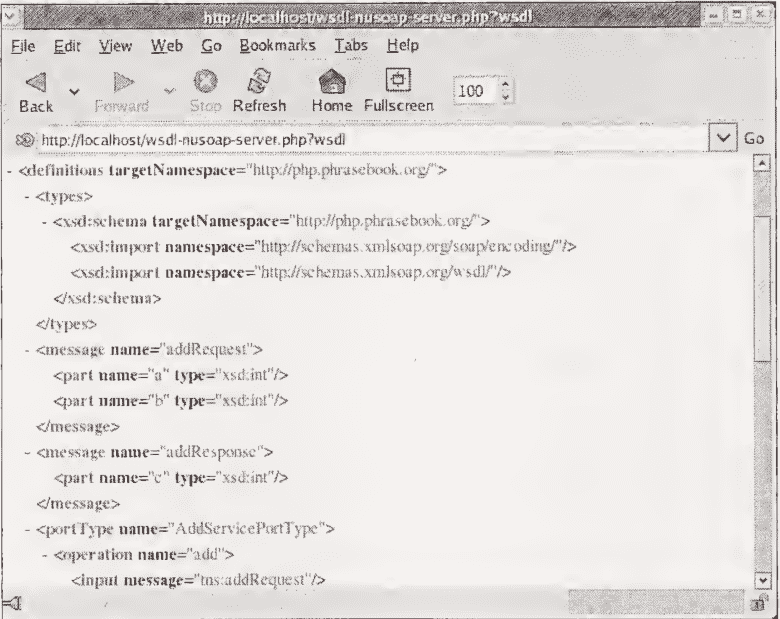 http://localhost/wsdl-nusoap-server.php?wsdl
File Edit View Web Go Bookmarks Tabs Help
Back Forward Stop Refresh Home Fullscreen 100
http://localhost/wsdl-nusoap-server.php?wsdl Go
- <definitions targetNamespace="http://php.phrasebook.org/">
- <types>
- <xsd:schema targetNamespace="http://php.phrasebook.org/">
<xsd:import namespace="http://schemas.xmlsoap.org/soap/encoding/"/>
<xsd:import namespace="http://schemas.xmlsoap.org/wsdl/"/>
</xsd:schema>
</types>
- <message name="addRequest">
<part name="a" type="xsd:int"/>
<part name="b" type="xsd:int"/>
</message>
- <message name="addResponse">
<part name="c" type="xsd:int"/>
</message>
- <portType name="AddServicePortType">
- <operation name="add">
<input message="tns:addRequest"/>